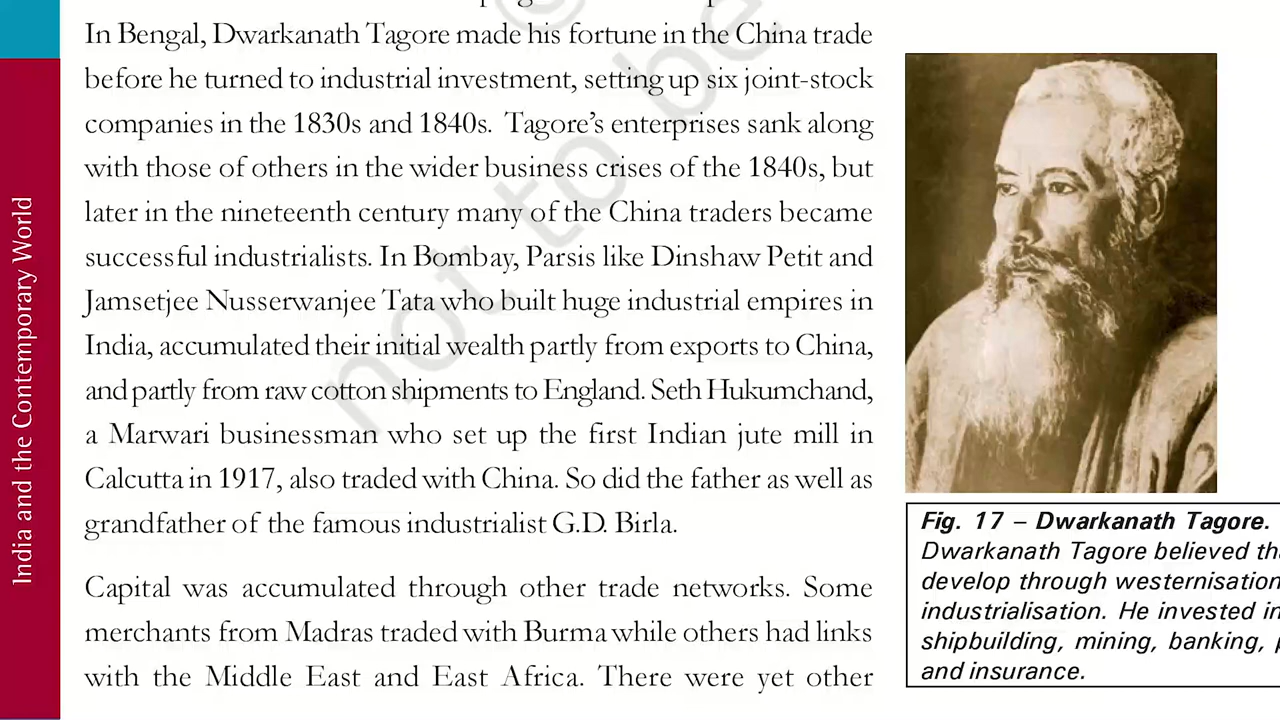 In Bengal, Dwarkanath Tagore made his fortune in the China trade
before he turned to industrial investment, setting up six joint-stock
companies in the 1830s and 1840s. Tagore's enterprises sank along
with those of others in the wider business crises of the 1840s, but
later in the nineteenth century many of the China traders became
successful industrialists. In Bombay, Parsis like Dinshaw Petit and
Jamsetjee Nusserwanjee Tata who built huge industrial empires in
India, accumulated their initial wealth partly from exports to China,
and partly from raw cotton shipments to England. Seth Hukumchand,
a Marwari businessman who set up the first Indian jute mill in
Calcutta in 1917, also traded with China. So did the father as well as
grandfather of the famous industrialist G.D. Birla.
Capital was accumulated through other trade networks. Some
merchants from Madras traded with Burma while others had links
with the Middle East and East Africa. There were yet other
Fig. 17 – Dwarkanath Tagore.
Dwarkanath Tagore believed
develop through westernisation
industrialisation. He invested in
shipbuilding, mining, banking,
and insurance.
India and the Contemporary World
not to be